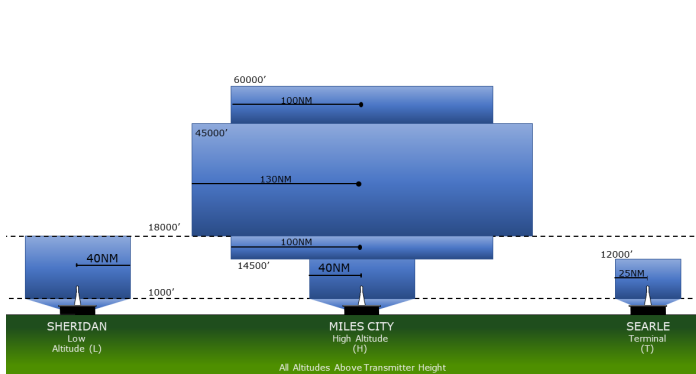 60000’
100NM
45000’
130NM
18000’
100NM
40NM
14500’
40NM
12000’
25NM
1000’
SHERIDAN
Low
Altitude (L)
MILES CITY
High Altitude
(H)
SEARLE
Terminal
(T)
All Altitudes Above Transmitter Height